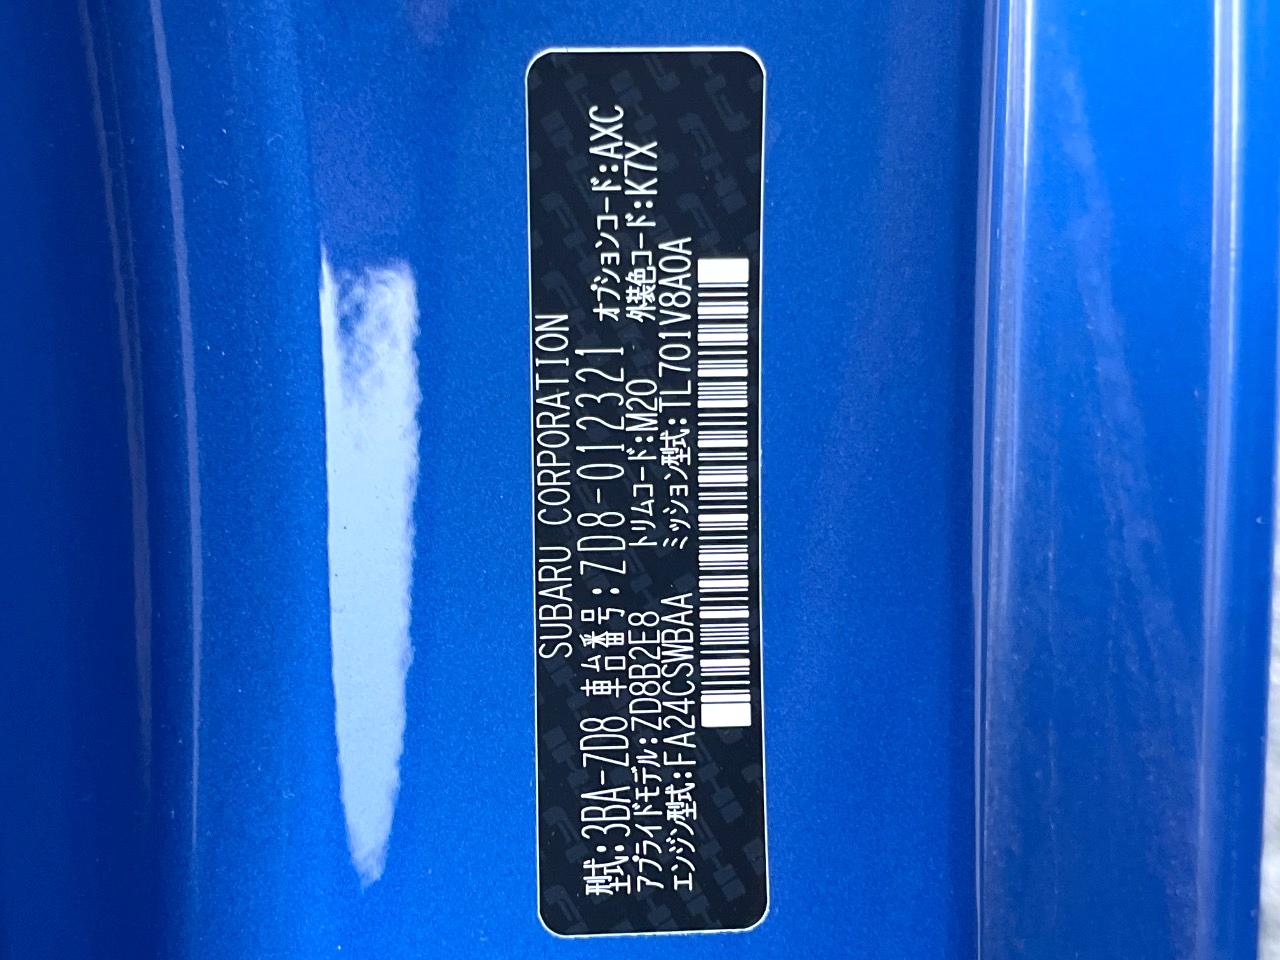 SUBARU CORPORATION
型式:3BA-ZD8 車台番号:ZD8-012321 オプションコード:AXC
アプライドモデル:ZD8B2E8 トリムコード:M20 外装色コード:K7X
エンジン型式:FA24CSWBAA ミッション型式:TL701V8A0A